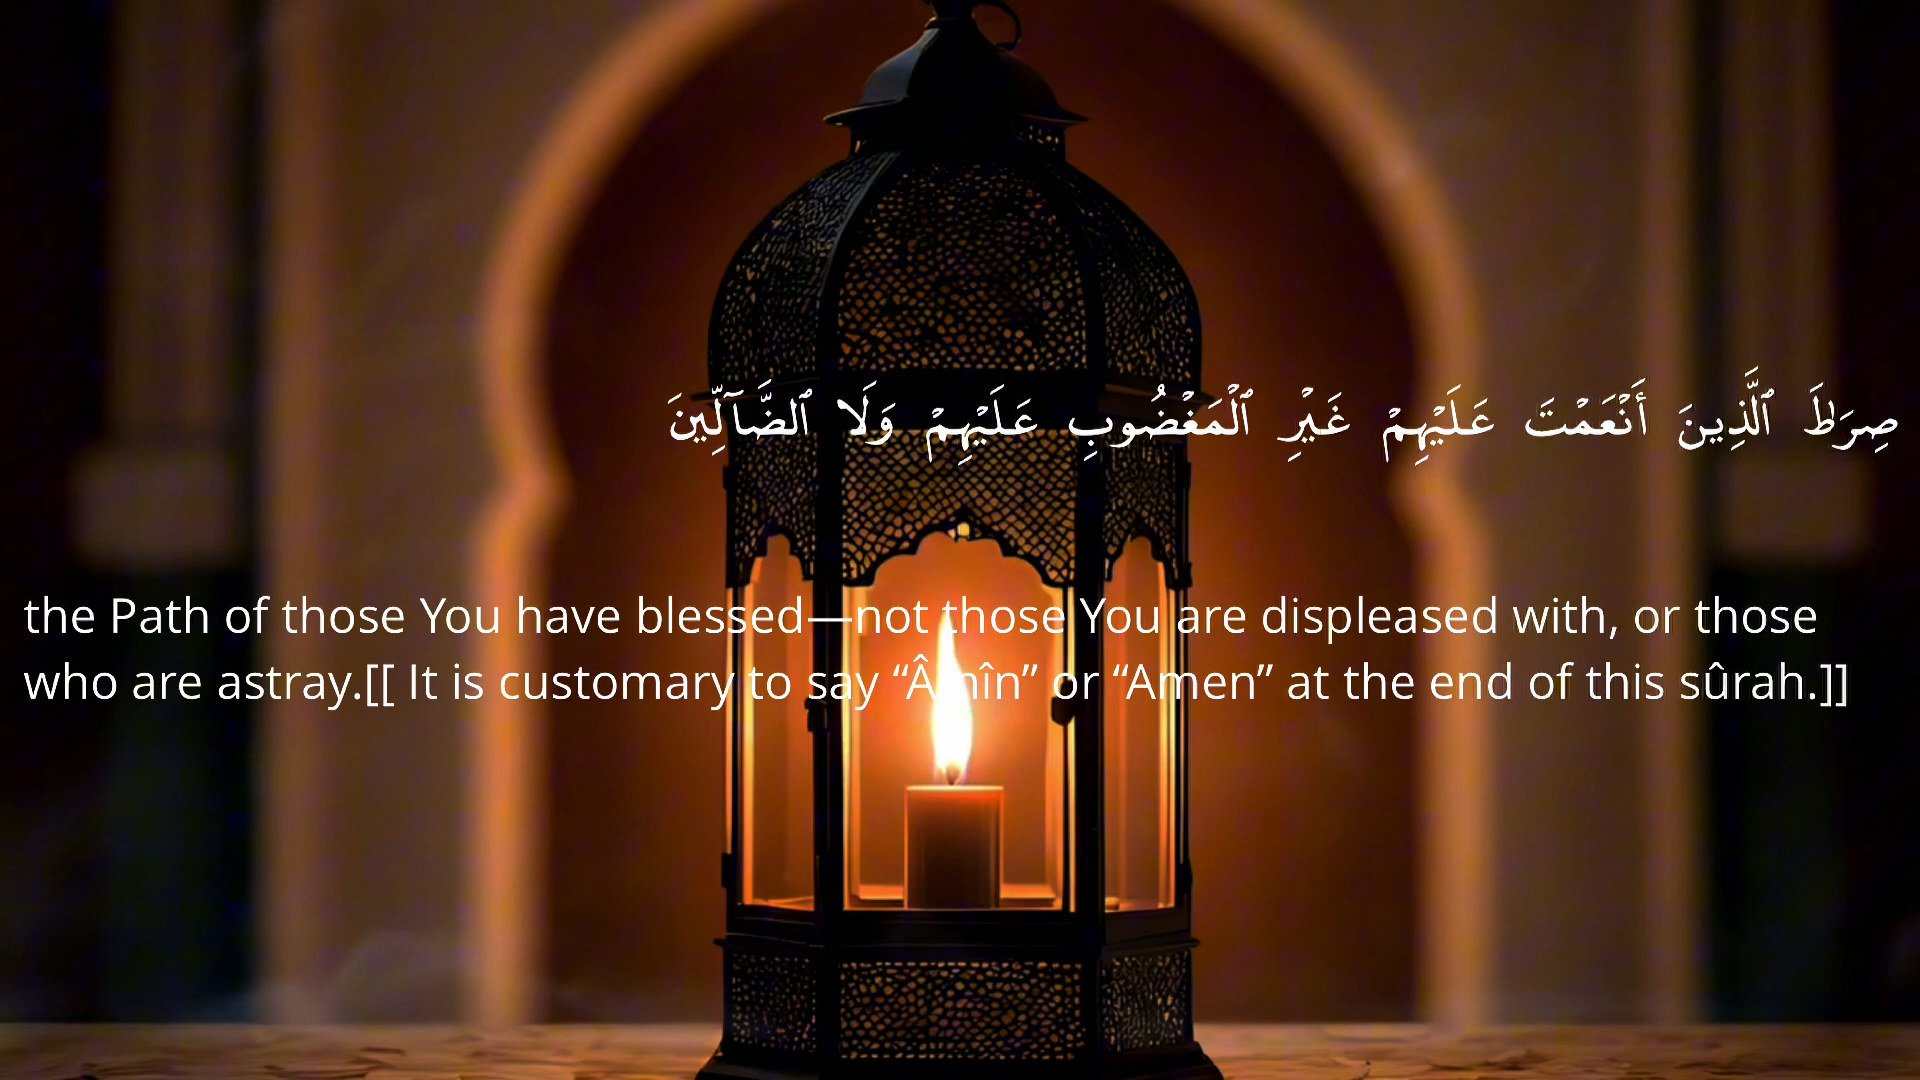 صِرَٰطَ ٱلَّذِينَ أَنْعَمْتَ عَلَيْهِمْ غَيْرِ ٱلْمَغْضُوبِ عَلَيْهِمْ وَلَا ٱلضَّآلِّينَ
the Path of those You have blessed—not those You are displeased with, or those
who are astray.[[ It is customary to say “Âmîn” or “Amen” at the end of this sûrah.]]